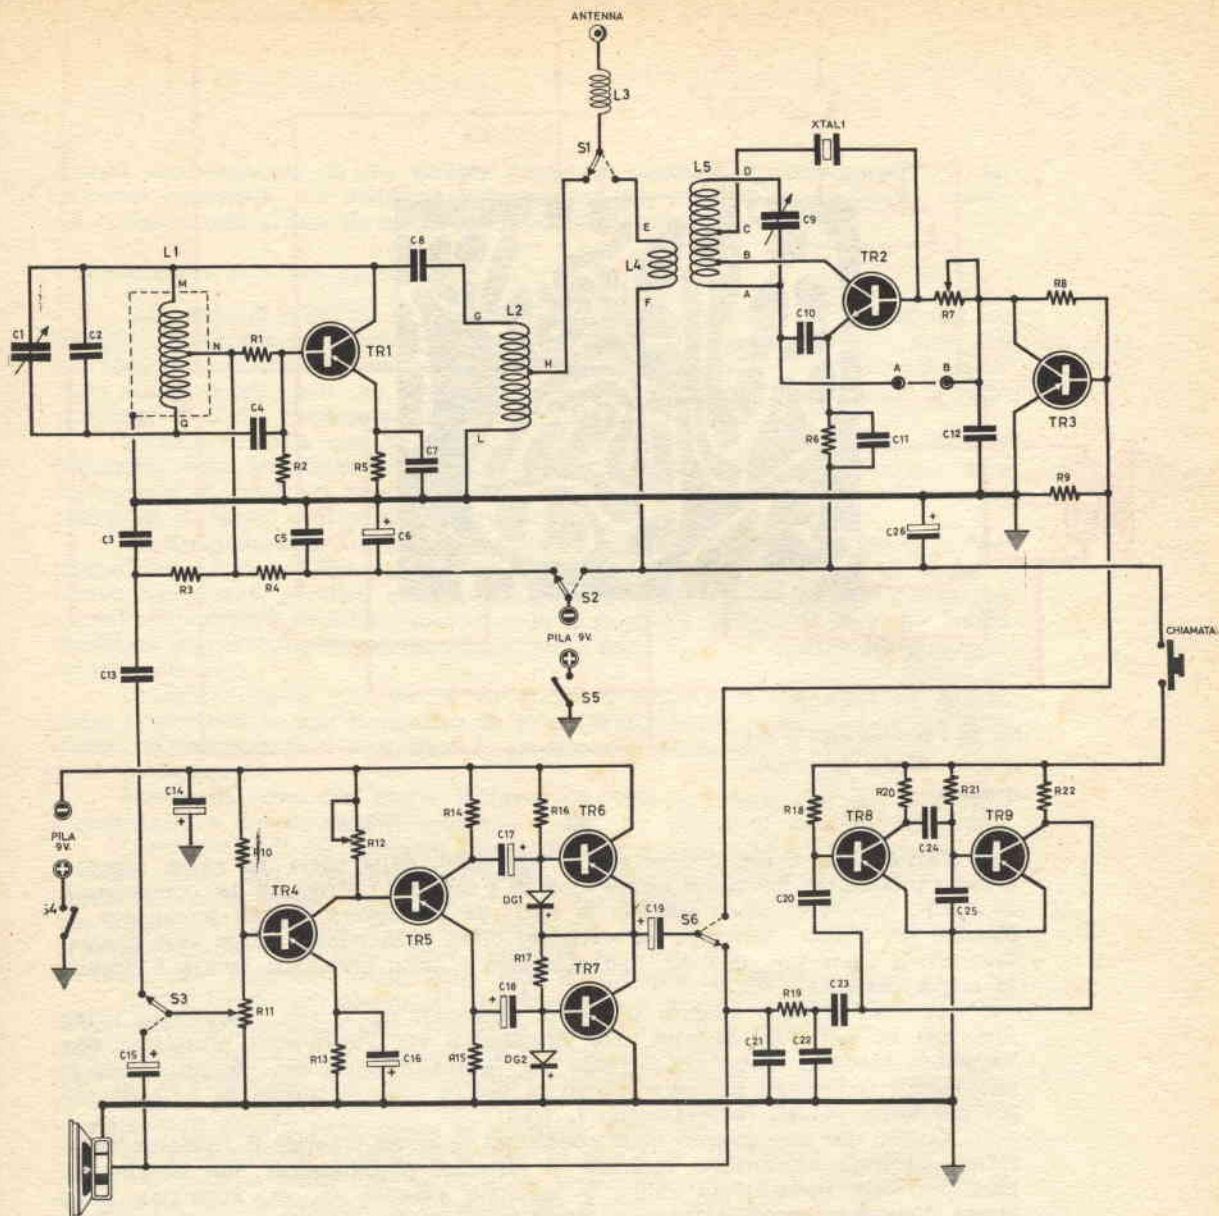 ANTENNA
L3
S1
XTAL1
L5
D
C9
C
E
L4
B
TR2
F
A
R7
R8
C10
L1
M
C8
G
L2
C1
C2
N
R1
TR1
H
A
B
TR3
G
C4
L
R6
C11
C12
R2
R5
C7
R9
C3
C5
+
C6
+
C26
R3
R4
S2
−
PILA 9V.
+
S5
CHIAMATA
C13
−
C14
+
PILA
9V.
+
S4
R10
R12
R14
R16
TR6
C17
+
R18
R20
R21
R22
TR8
TR9
C24
TR4
TR5
DG1
+
C20
C25
+
C19
S6
R17
TR7
S3
R11
+
C18
R19
C23
C15
+
R13
C16
+
R15
DG2
+
C21
C22